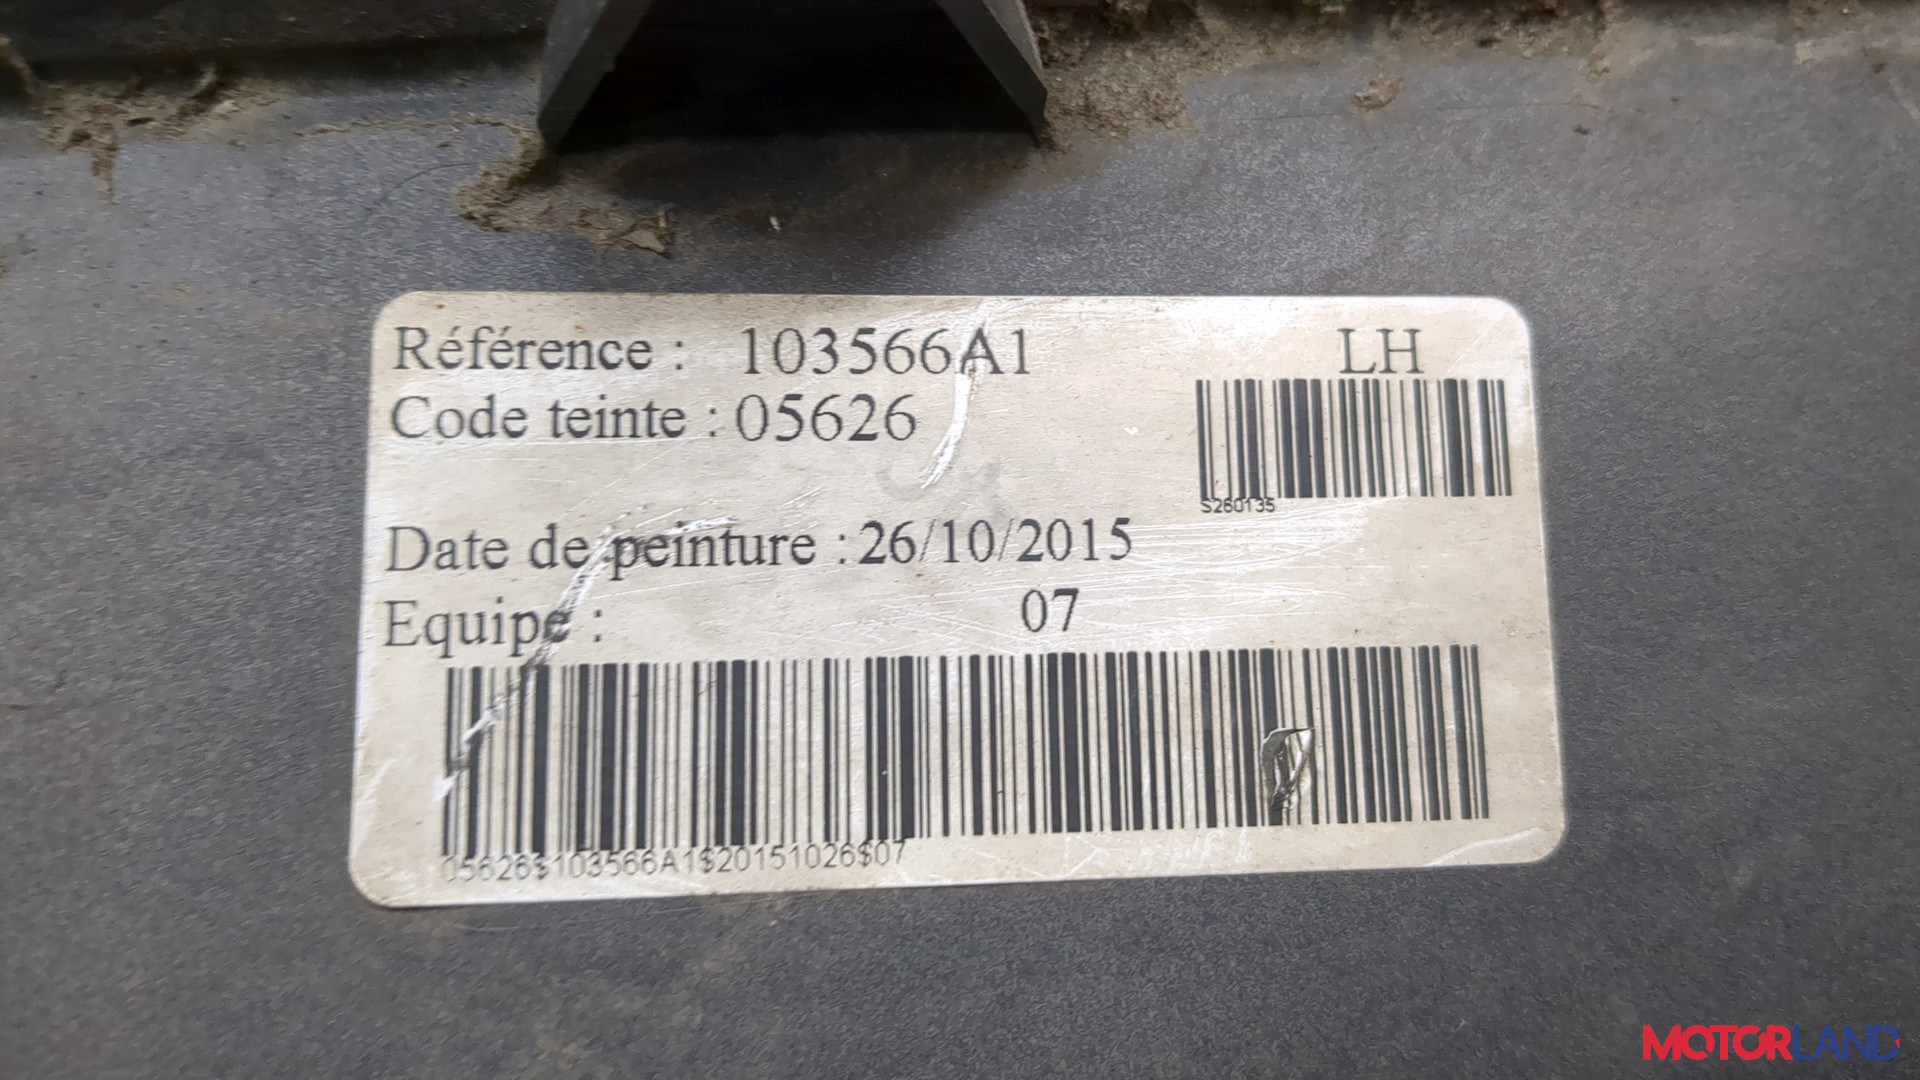 Référence : 103566A1 LH
Code teinte : 05626
S260135
Date de peinture : 26/10/2015
Equipe : 07
05626$103566A1$20151026$07
MOTORLAND